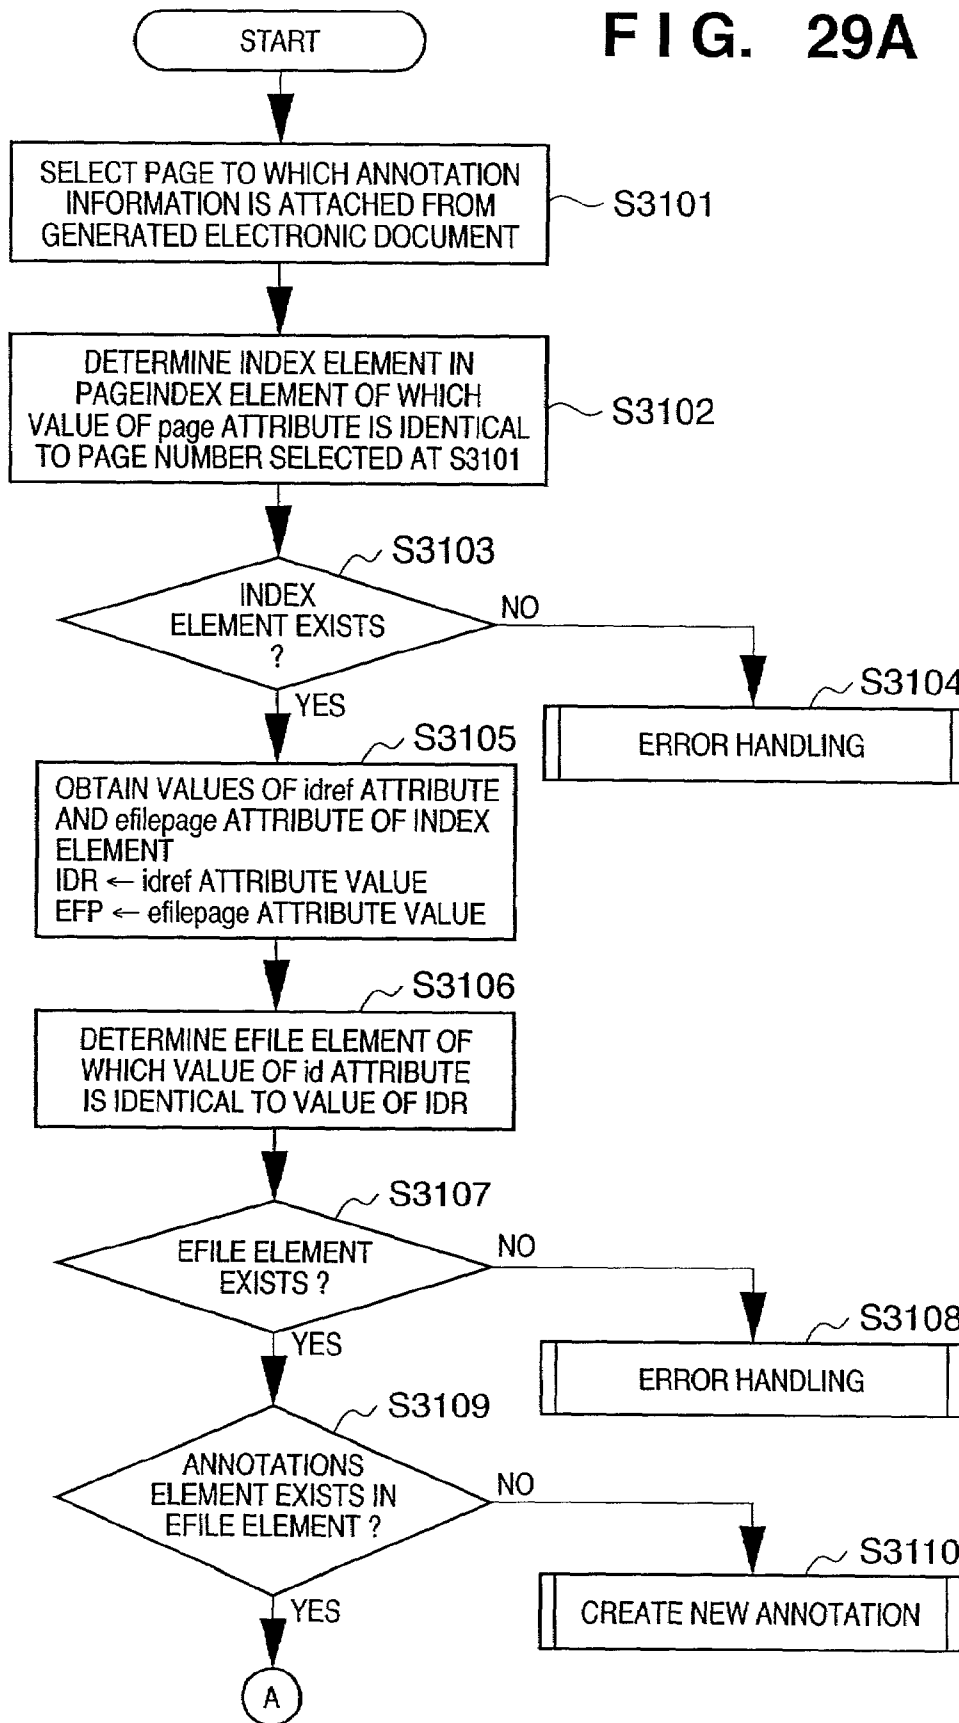 FIG. 29A
START
SELECT PAGE TO WHICH ANNOTATION
INFORMATION IS ATTACHED FROM
GENERATED ELECTRONIC DOCUMENT
S3101
DETERMINE INDEX ELEMENT IN
PAGEINDEX ELEMENT OF WHICH
VALUE OF page ATTRIBUTE IS IDENTICAL
TO PAGE NUMBER SELECTED AT S3101
S3102
S3103
INDEX
ELEMENT EXISTS
?
NO
YES
S3104
ERROR HANDLING
S3105
OBTAIN VALUES OF idref ATTRIBUTE
AND efilepage ATTRIBUTE OF INDEX
ELEMENT
IDR ← idref ATTRIBUTE VALUE
EFP ← efilepage ATTRIBUTE VALUE
S3106
DETERMINE EFILE ELEMENT OF
WHICH VALUE OF id ATTRIBUTE
IS IDENTICAL TO VALUE OF IDR
S3107
EFILE ELEMENT
EXISTS ?
NO
YES
S3108
ERROR HANDLING
S3109
ANNOTATIONS
ELEMENT EXISTS IN
EFILE ELEMENT ?
NO
YES
S3110
CREATE NEW ANNOTATION
A